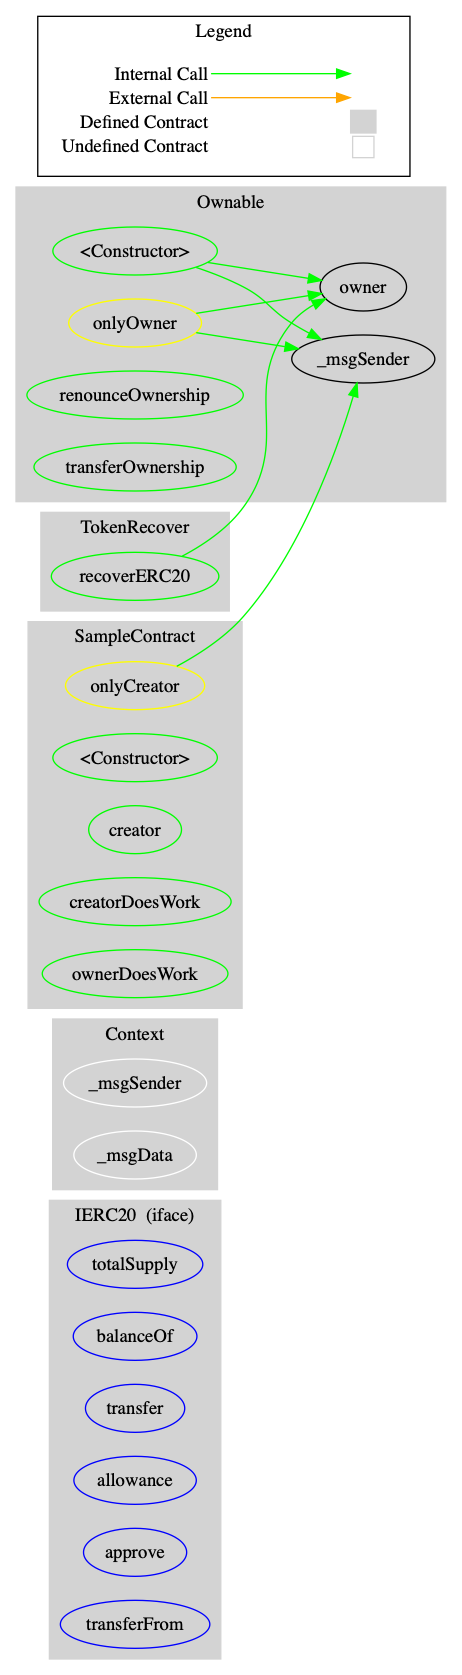 Legend
Internal Call
External Call
Defined Contract
Undefined Contract
Ownable
<Constructor>
owner
onlyOwner
_msgSender
renounceOwnership
transferOwnership
TokenRecover
recoverERC20
SampleContract
onlyCreator
<Constructor>
creator
creatorDoesWork
ownerDoesWork
Context
_msgSender
_msgData
IERC20 (iface)
totalSupply
balanceOf
transfer
allowance
approve
transferFrom